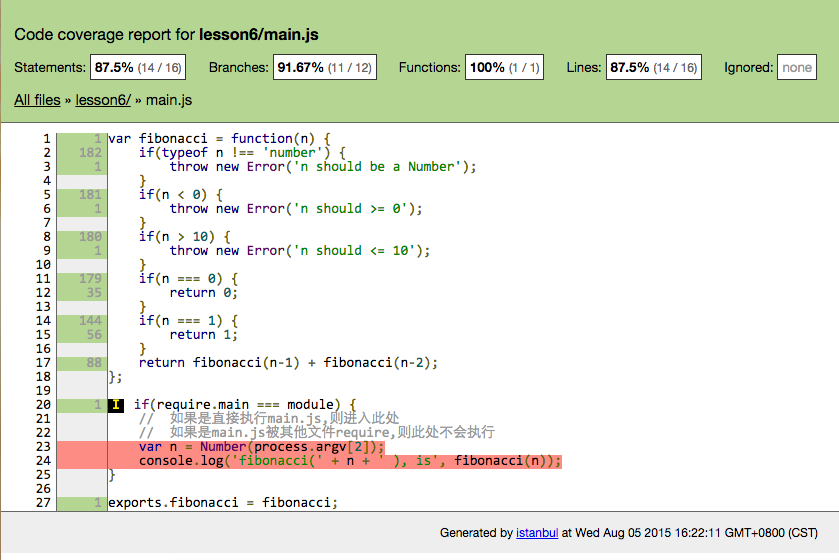 Code coverage report for lesson6/main.js
Statements: 87.5% (14 / 16) Branches: 91.67% (11 / 12) Functions: 100% (1 / 1) Lines: 87.5% (14 / 16) Ignored: none
All files » lesson6/ » main.js
1 1 var fibonacci = function(n) {
2 182 if(typeof n !== 'number') {
3 1 throw new Error('n should be a Number');
4 }
5 181 if(n < 0) {
6 1 throw new Error('n should >= 0');
7 }
8 180 if(n > 10) {
9 1 throw new Error('n should <= 10');
10 }
11 179 if(n === 0) {
12 35 return 0;
13 }
14 144 if(n === 1) {
15 56 return 1;
16 }
17 88 return fibonacci(n-1) + fibonacci(n-2);
18 };
19
20 1 I if(require.main === module) {
21 // 如果是直接执行main.js,则进入此处
22 // 如果是main.js被其他文件require,则此处不会执行
23 var n = Number(process.argv[2]);
24 console.log('fibonacci(' + n + ' ), is', fibonacci(n));
25 }
26
27 1 exports.fibonacci = fibonacci;
Generated by istanbul at Wed Aug 05 2015 16:22:11 GMT+0800 (CST)